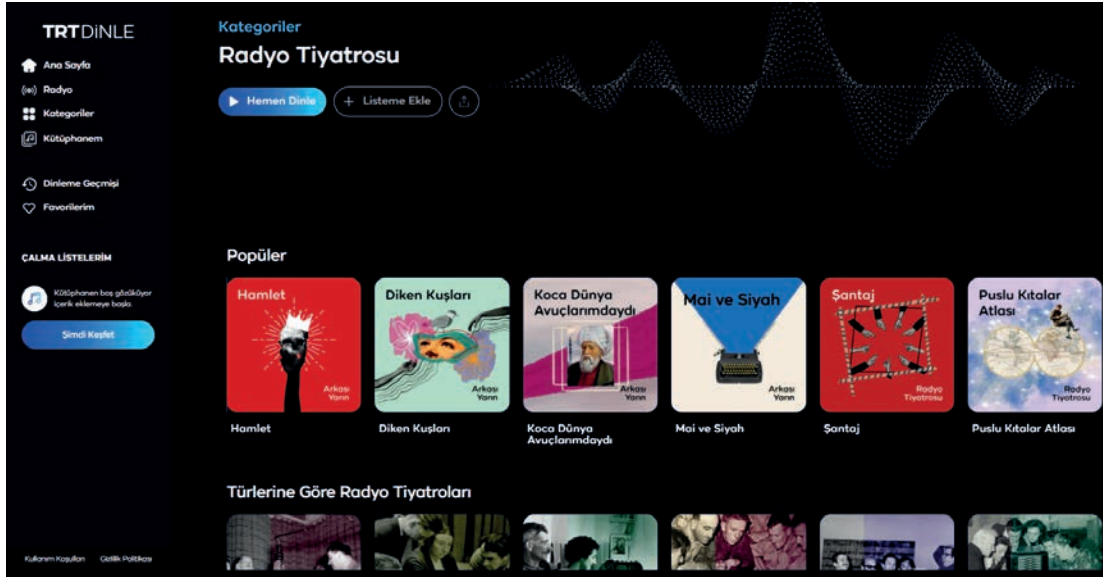 TRTDİNLE
Ana Sayfa
Radyo
Kategoriler
Kütüphanem
Dinleme Geçmişi
Favorilerim
ÇALMA LİSTELERİM
Kütüphanen boş gözüküyor
içerik eklemeye başla
Şimdi Keşfet
Kullanım Koşulları
Gizlilik Politikası
Kategoriler
Radyo Tiyatrosu
Hemen Dinle
+ Listeme Ekle
Popüler
Hamlet
Arkası
Yarın
Hamlet
Diken Kuşları
Arkası
Yarın
Diken Kuşları
Koca Dünya
Avuçlarımdaydı
Arkası
Yarın
Koca Dünya
Avuçlarımdaydı
Mai ve Siyah
Arkası
Yarın
Mai ve Siyah
Şantaj
Radyo
Tiyatrosu
Şantaj
Puslu Kıtalar
Atlası
Radyo
Tiyatrosu
Puslu Kıtalar Atlası
Türlerine Göre Radyo Tiyatroları